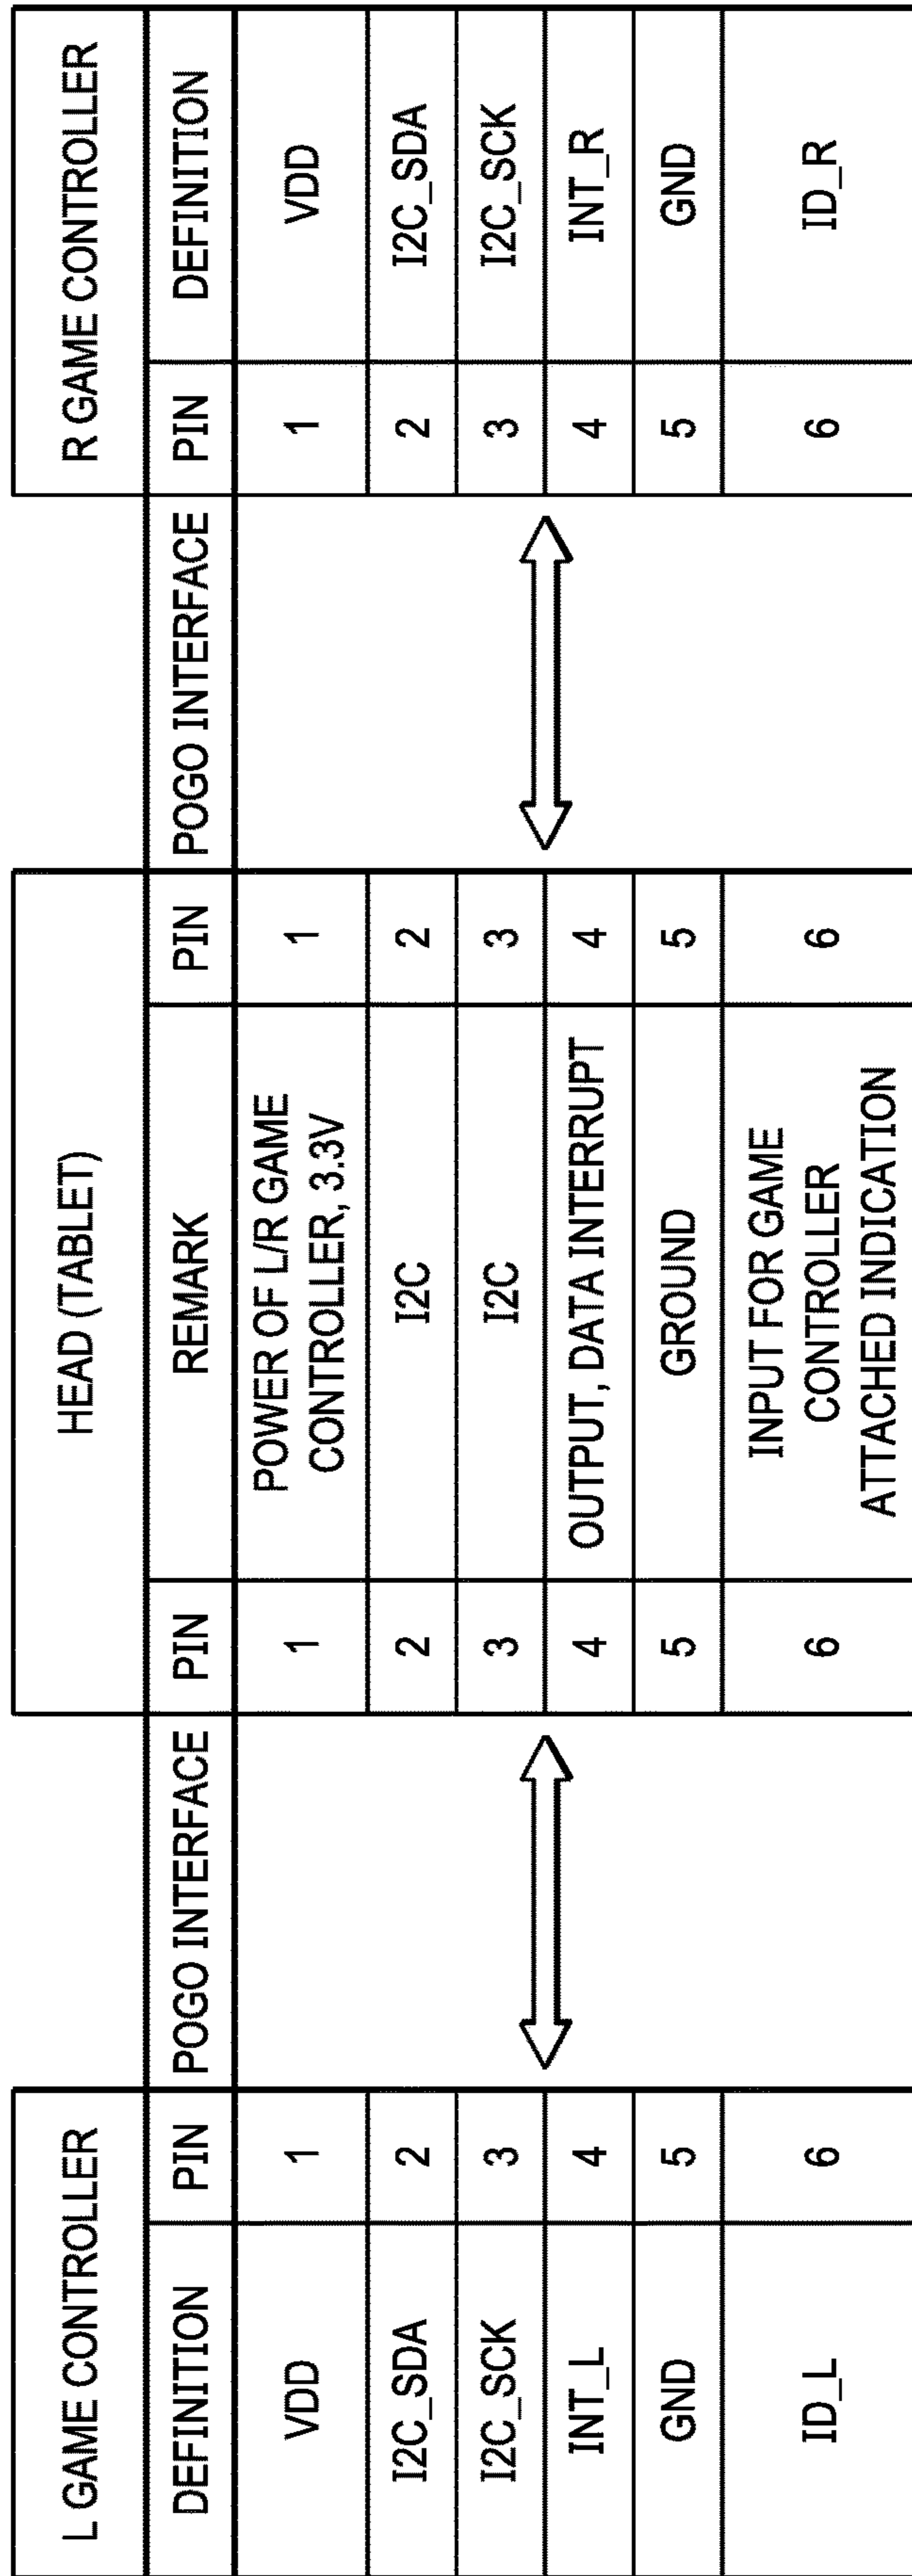 L GAME CONTROLLER
HEAD (TABLET)
R GAME CONTROLLER
DEFINITION
PIN
POGO INTERFACE
PIN
REMARK
PIN
POGO INTERFACE
PIN
DEFINITION
VDD
1
1
POWER OF L/R GAME
CONTROLLER, 3.3V
1
1
VDD
I2C_SDA
2
2
I2C
2
2
I2C_SDA
I2C_SCK
3
3
I2C
3
3
I2C_SCK
INT_L
4
4
OUTPUT, DATA INTERRUPT
4
4
INT_R
GND
5
5
GROUND
5
5
GND
ID_L
6
6
INPUT FOR GAME
CONTROLLER
ATTACHED INDICATION
6
6
ID_R